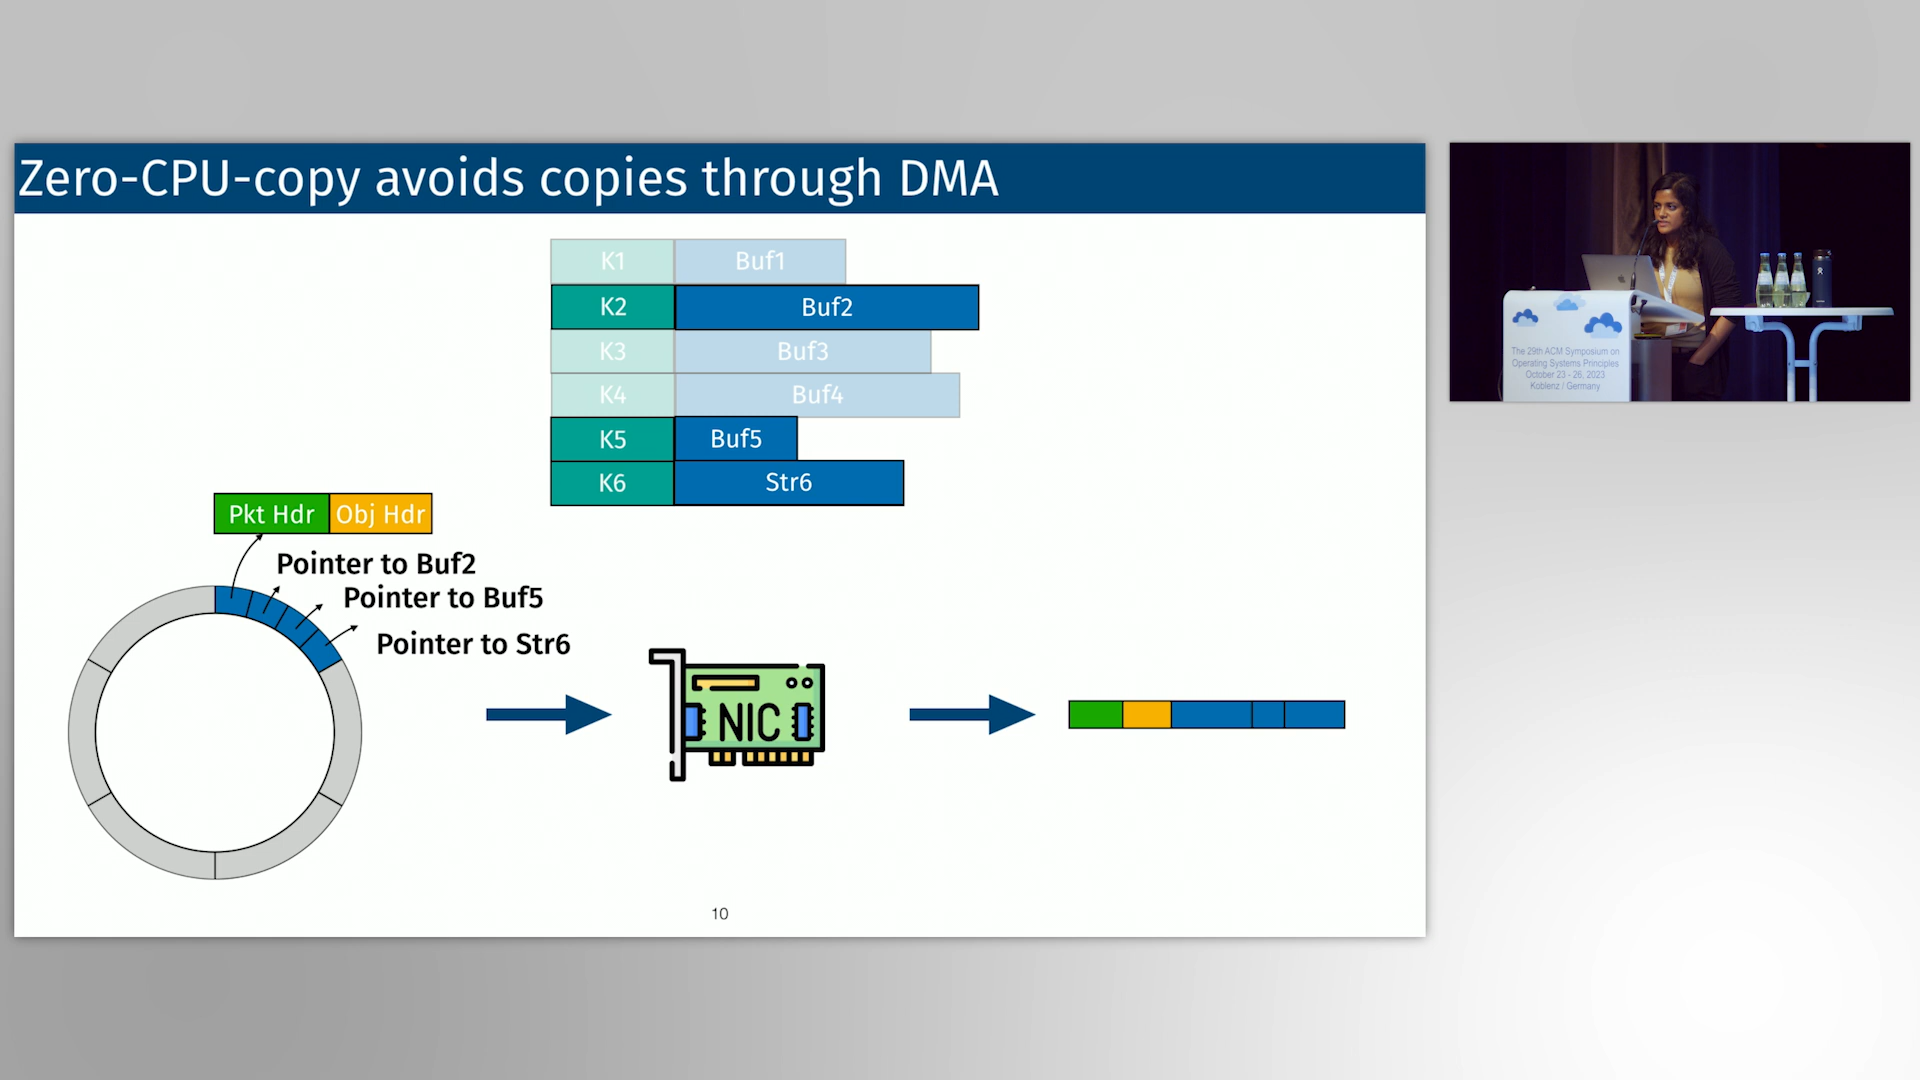 Zero-CPU-copy avoids copies through DMA
K1 Buf1
K2 Buf2
K3 Buf3
K4 Buf4
K5 Buf5
K6 Str6
Pkt Hdr Obj Hdr
Pointer to Buf2
Pointer to Buf5
Pointer to Str6
NIC
10
The 29th ACM Symposium on
Operating Systems Principles
October 23 - 26, 2023
Koblenz / Germany